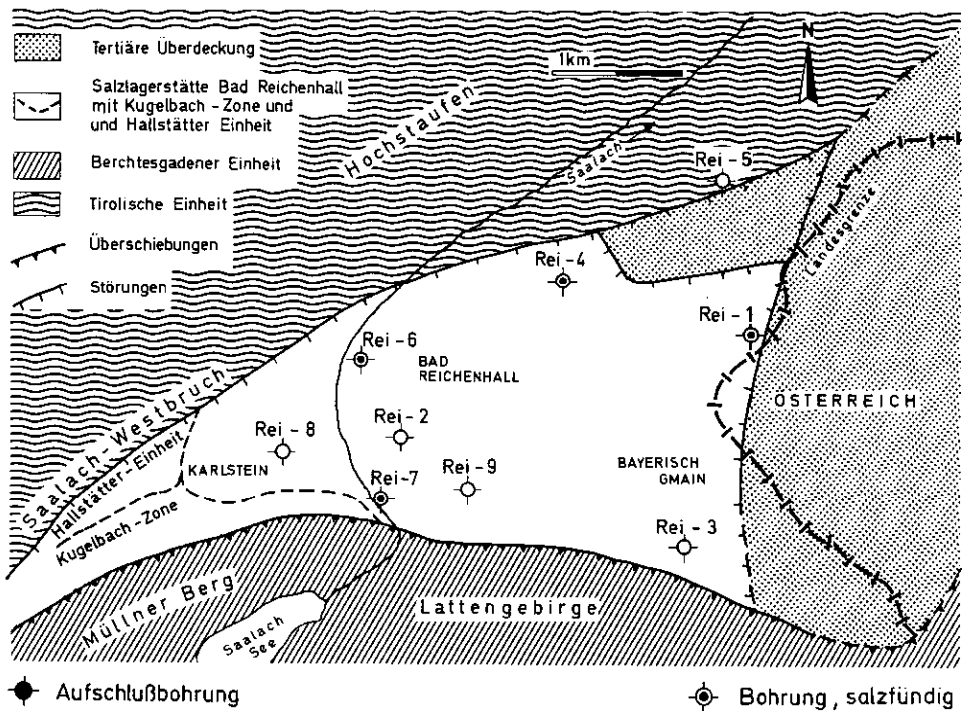 Tertiäre Überdeckung
Salzlagerstätte Bad Reichenhall
mit Kugelbach - Zone und
und Hallstätter Einheit
Berchtesgadener Einheit
Tirolische Einheit
Überschiebungen
Störungen
1km
N
Hochstaufen
Saalach
Rei - 5
Landesgrenze
Rei - 4
Rei - 1
Rei - 6
BAD
REICHENHALL
ÖSTERREICH
Saalach-Westbruch
Hallstätter-Einheit
Rei - 8
Rei - 2
KARLSTEIN
Rei-7
Rei - 9
BAYERISCH
GMAIN
Kugelbach-Zone
Rei - 3
Müllner Berg
Lattengebirge
Saalach
See
Aufschlußbohrung
Bohrung, salzfündig